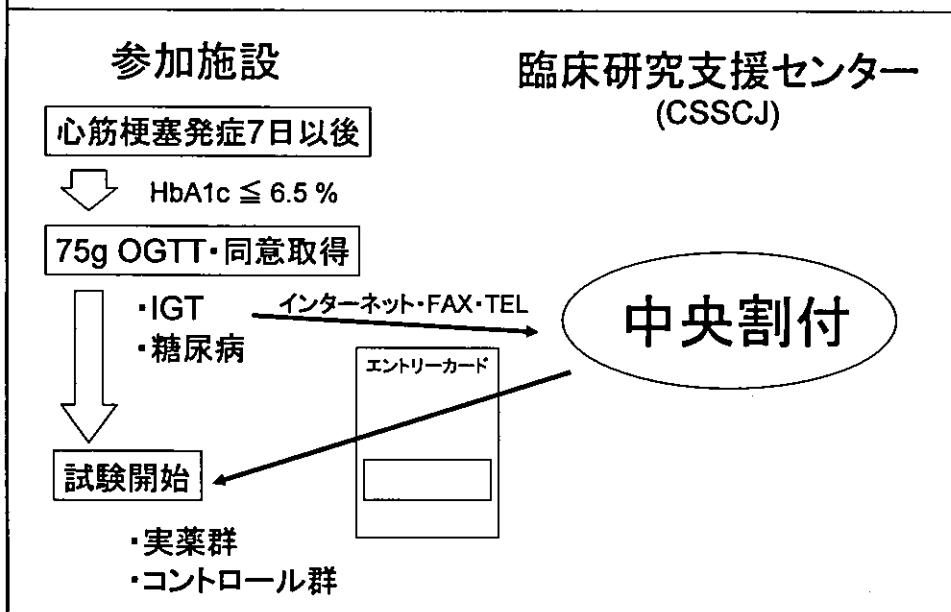 参加施設
臨床研究支援センター
(CSSCJ)
心筋梗塞発症7日以後
HbA1c ≦ 6.5 %
75g OGTT・同意取得
・IGT
・糖尿病
インターネット・FAX・TEL
中央割付
エントリーカード
試験開始
・実薬群
・コントロール群